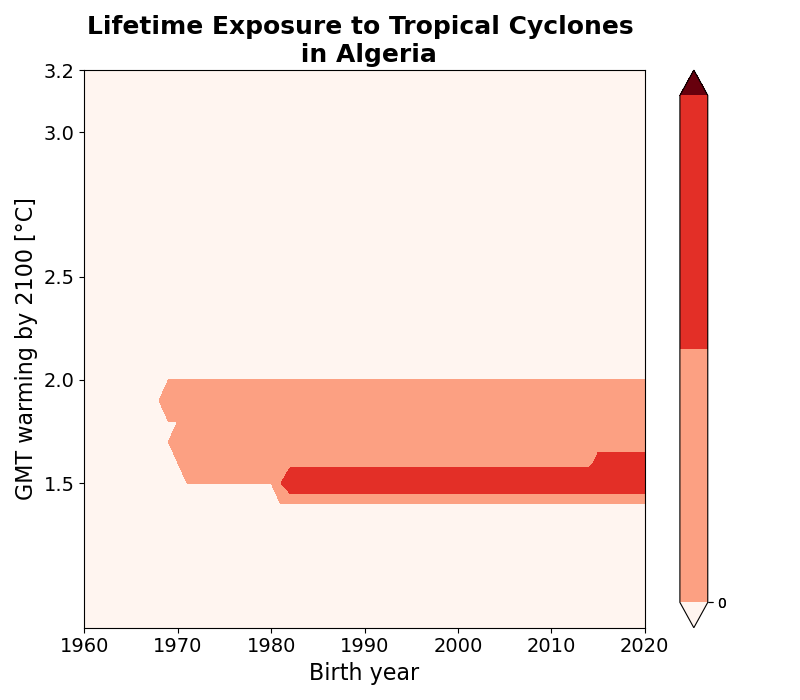 Lifetime Exposure to Tropical Cyclones
in Algeria
GMT warming by 2100 [°C]
3.2
3.0
2.5
2.0
1.5
1960 1970 1980 1990 2000 2010 2020
Birth year
0